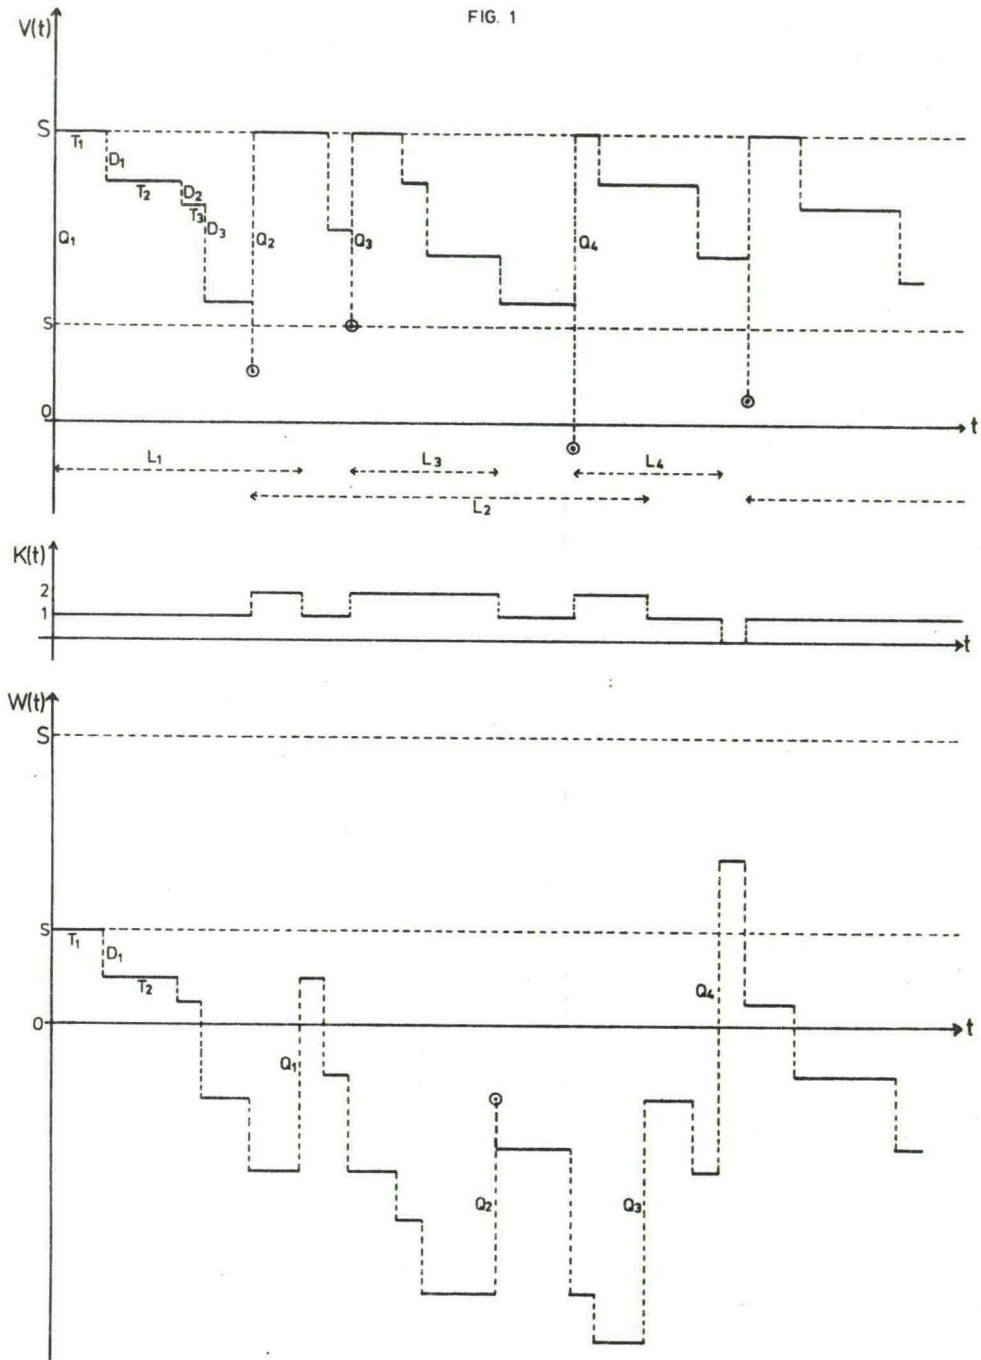 FIG. 1
V(t)
S
T1
D1
T2
D2
T3
D3
Q1
Q2
Q3
Q4
s
0
t
L1
L3
L4
L2
K(t)
2
1
t
W(t)
S
s
T1
D1
T2
0
t
Q1
Q2
Q3
Q4